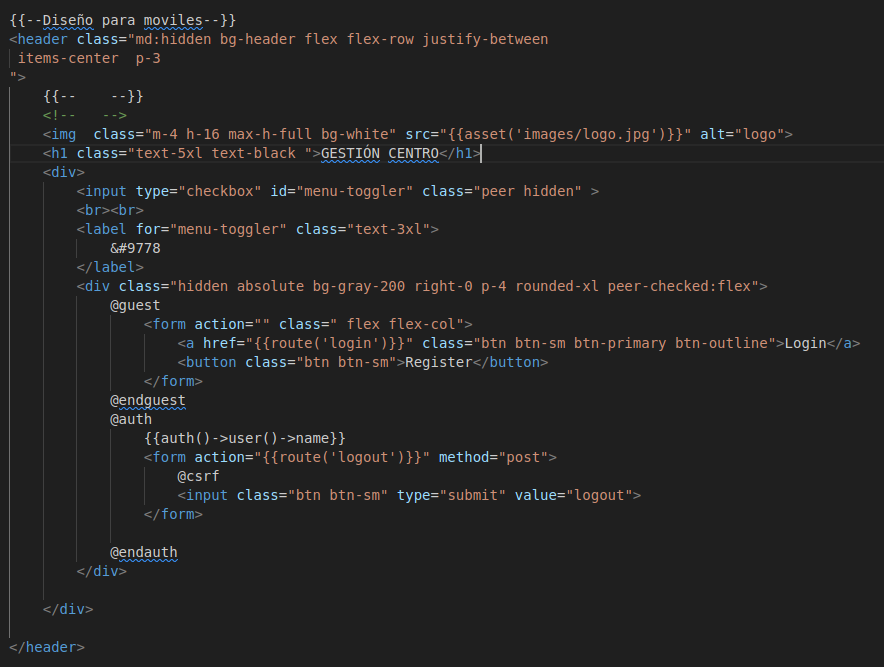 {{--Diseño para moviles--}}
<header class="md:hidden bg-header flex flex-row justify-between
 items-center  p-3
">
    {{--    --}}
    <!--   -->
    <img  class="m-4 h-16 max-h-full bg-white" src="{{asset('images/logo.jpg')}}" alt="logo">
    <h1 class="text-5xl text-black ">GESTIÓN CENTRO</h1>
    <div>
        <input type="checkbox" id="menu-toggler" class="peer hidden" >
        <br><br>
        <label for="menu-toggler" class="text-3xl">
            &#9778
        </label>
        <div class="hidden absolute bg-gray-200 right-0 p-4 rounded-xl peer-checked:flex">
            @guest
                <form action="" class=" flex flex-col">
                    <a href="{{route('login')}}" class="btn btn-sm btn-primary btn-outline">Login</a>
                    <button class="btn btn-sm">Register</button>
                </form>
            @endguest
            @auth
                {{auth()->user()->name}}
                <form action="{{route('logout')}}" method="post">
                    @csrf
                    <input class="btn btn-sm" type="submit" value="logout">
                </form>

            @endauth
        </div>

    </div>

</header>